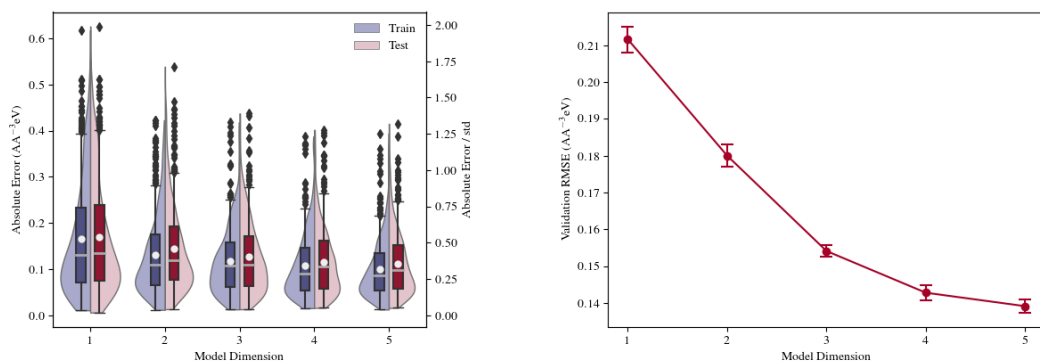 Train
Test
0.6
0.5
0.4
0.3
0.2
0.1
0.0
Absolute Error (AA⁻³eV)
2.00
1.75
1.50
1.25
1.00
0.75
0.50
0.25
0.00
Absolute Error / std
1 2 3 4 5
Model Dimension
0.21
0.20
0.19
0.18
0.17
0.16
0.15
0.14
Validation RMSE (AA⁻³eV)
1 2 3 4 5
Model Dimension